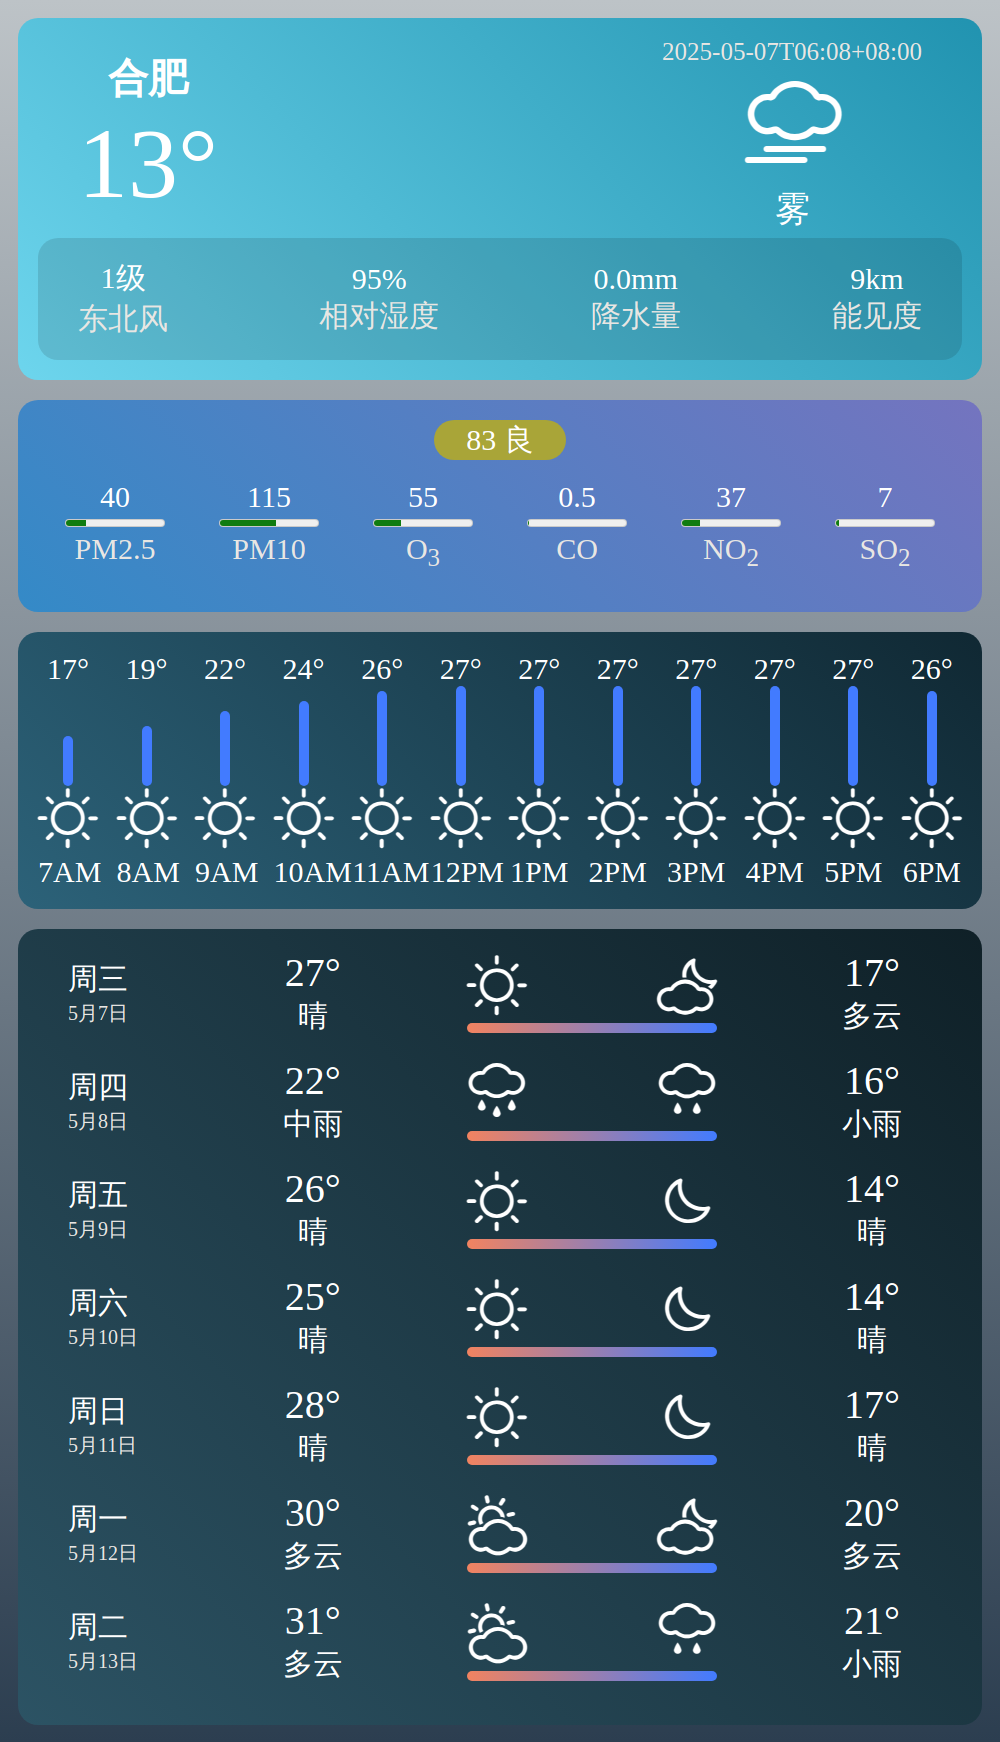 2025-05-07T06:08+08:00
合肥
13°
雾
1级 95% 0.0mm 9km
东北风 相对湿度 降水量 能见度
83 良
40 115 55 0.5 37 7
PM2.5 PM10 O3 CO NO2 SO2
17° 19° 22° 24° 26° 27° 27° 27° 27° 27° 27° 26°
7AM 8AM 9AM 10AM 11AM 12PM 1PM 2PM 3PM 4PM 5PM 6PM
周三 27° 17°
5月7日 晴 多云
周四 22° 16°
5月8日 中雨 小雨
周五 26° 14°
5月9日 晴 晴
周六 25° 14°
5月10日 晴 晴
周日 28° 17°
5月11日 晴 晴
周一 30° 20°
5月12日 多云 多云
周二 31° 21°
5月13日 多云 小雨